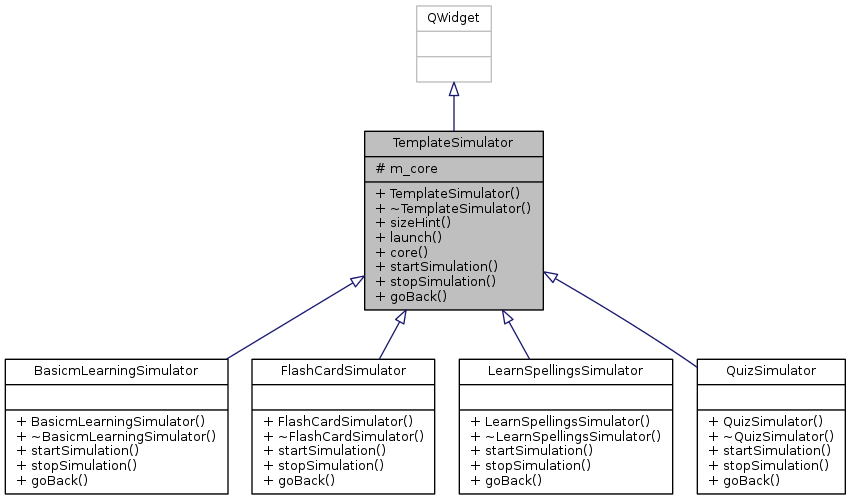 QWidget
TemplateSimulator
# m_core
+ TemplateSimulator()
+ ~TemplateSimulator()
+ sizeHint()
+ launch()
+ core()
+ startSimulation()
+ stopSimulation()
+ goBack()
BasicmLearningSimulator
+ BasicmLearningSimulator()
+ ~BasicmLearningSimulator()
+ startSimulation()
+ stopSimulation()
+ goBack()
FlashCardSimulator
+ FlashCardSimulator()
+ ~FlashCardSimulator()
+ startSimulation()
+ stopSimulation()
+ goBack()
LearnSpellingsSimulator
+ LearnSpellingsSimulator()
+ ~LearnSpellingsSimulator()
+ startSimulation()
+ stopSimulation()
+ goBack()
QuizSimulator
+ QuizSimulator()
+ ~QuizSimulator()
+ startSimulation()
+ stopSimulation()
+ goBack()